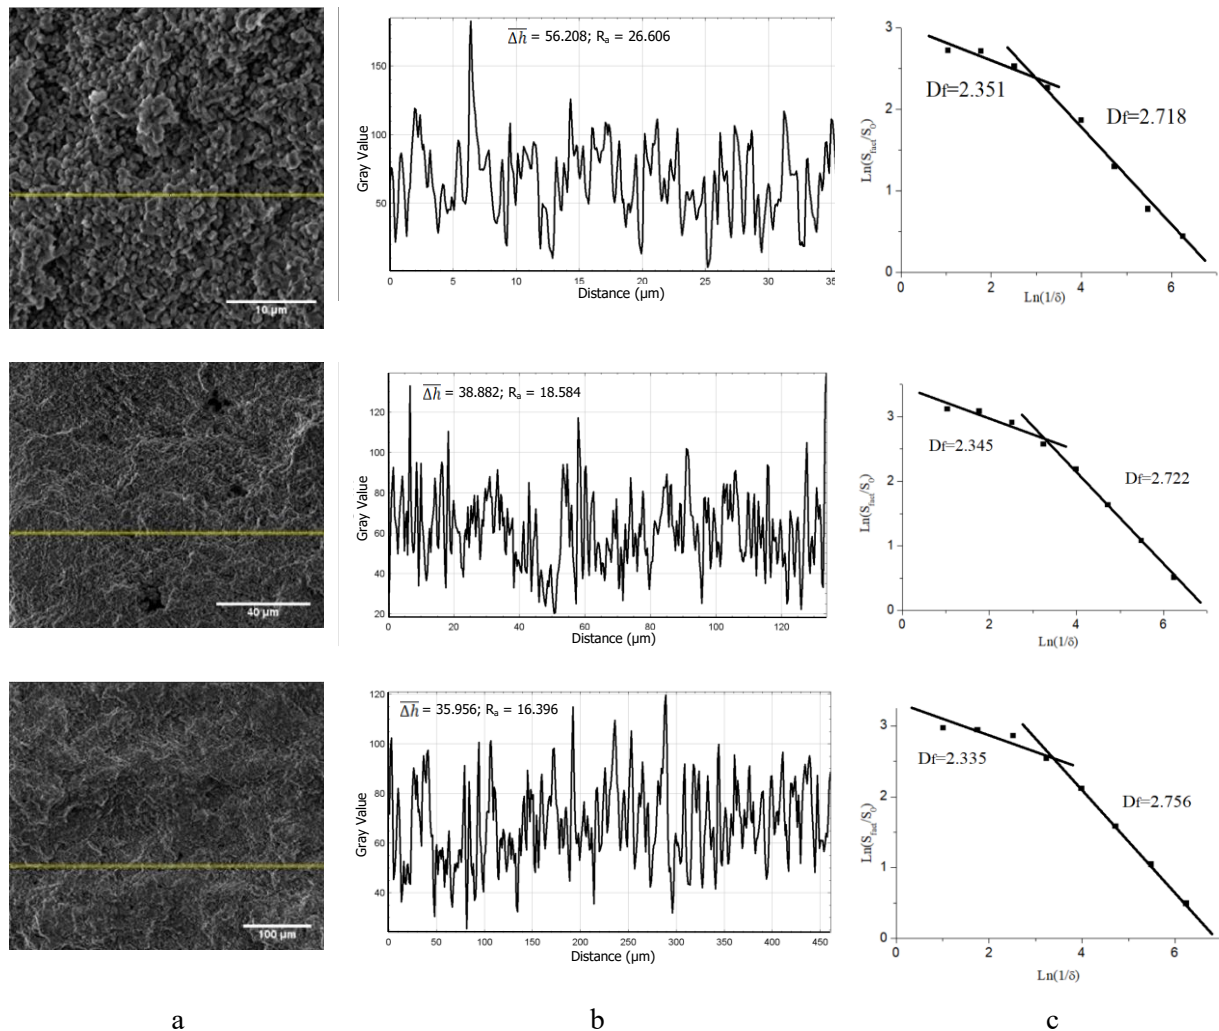 10 µm
Δh = 56.208; Ra = 26.606
150
100
50
Gray Value
0 5 10 15 20 25 30 35
Distance (µm)
3
2
1
0
Ln(Sfact/S0)
Df=2.351
Df=2.718
0 2 4 6
Ln(1/δ)
40 µm
Δh = 38.882; Ra = 18.584
120
100
80
60
40
20
Gray Value
0 20 40 60 80 100 120
Distance (µm)
3
2
1
0
Ln(Sfact/S0)
Df=2.345
Df=2.722
0 2 4 6
Ln(1/δ)
100 µm
Δh = 35.956; Ra = 16.396
120
100
80
60
40
Gray Value
0 50 100 150 200 250 300 350 400 450
Distance (µm)
3
2
1
0
Ln(Sfact/S0)
Df=2.335
Df=2.756
0 2 4 6
Ln(1/δ)
a b c